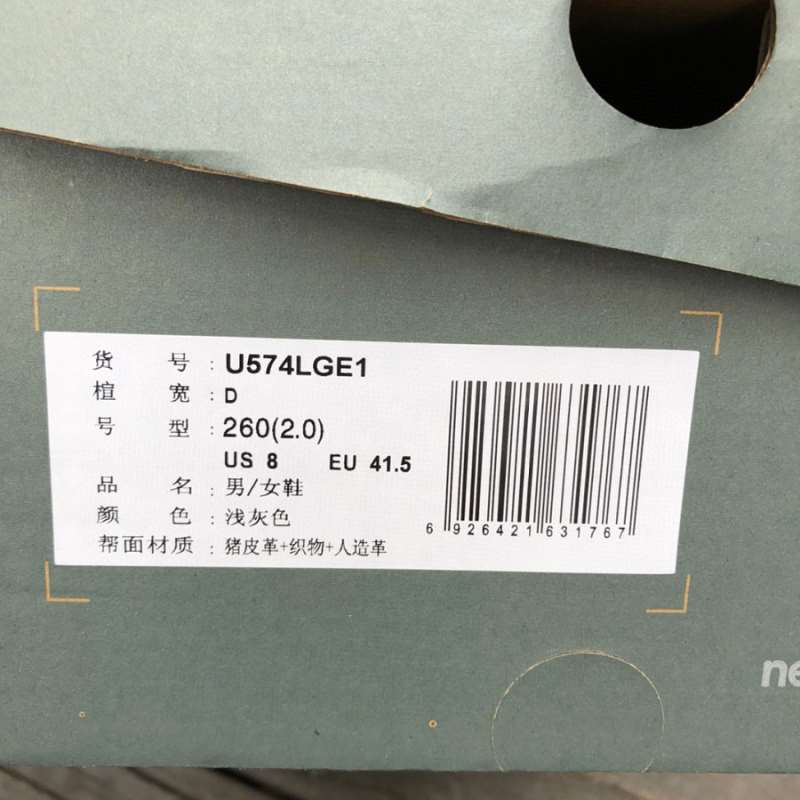 货 号 : U574LGE1
楦 宽 : D
号 型 : 260(2.0)
US 8 EU 41.5
品 名 : 男/女鞋
颜 色 : 浅灰色
帮面材质 : 猪皮革+织物+人造革
6 926421 631767
ne